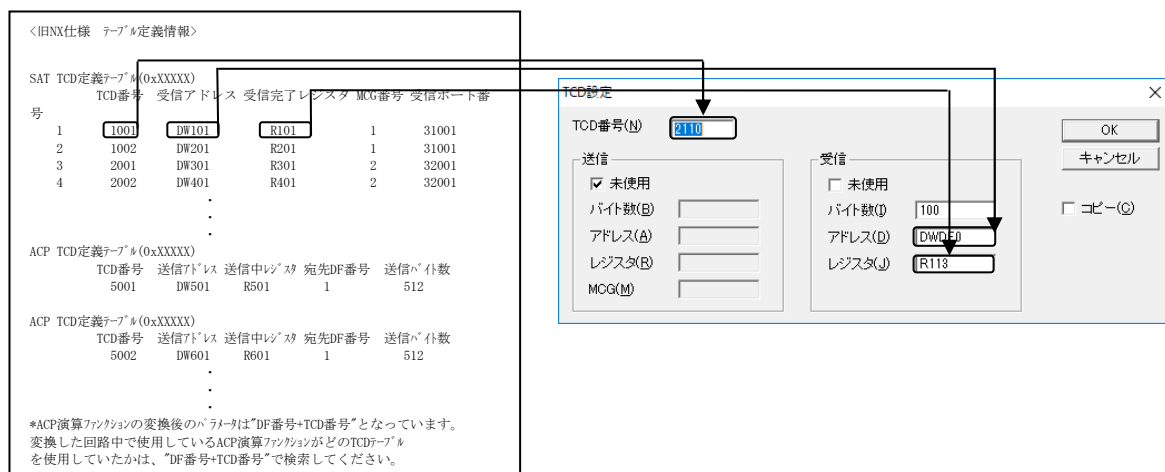 <旧NX仕様 テーブル定義情報>
SAT TCD定義テーブル(0xXXXXX)
TCD番号 受信アドレス 受信完了レジスタ MCG番号 受信ポート番
号
1 1001 DW101 R101 1 31001
2 1002 DW201 R201 1 31001
3 2001 DW301 R301 2 32001
4 2002 DW401 R401 2 32001
・
・
ACP TCD定義テーブル(0xXXXXX)
TCD番号 送信アドレス 送信中レジスタ 宛先DF番号 送信バイト数
5001 DW501 R501 1 512
ACP TCD定義テーブル(0xXXXXX)
TCD番号 送信アドレス 送信中レジスタ 宛先DF番号 送信バイト数
5002 DW601 R601 1 512
・
・
・
*ACP演算ファンクションの変換後のパラメータは"DF番号+TCD番号"となっています。
変換した回路中で使用しているACP演算ファンクションがどのTCDテーブル
を使用していたかは、"DF番号+TCD番号"で検索してください。
TCD設定
TCD番号(N) 2110
OK
キャンセル
コピー(C)
送信
未使用
バイト数(B)
アドレス(A)
レジスタ(R)
MCG(M)
受信
未使用
バイト数(I) 100
アドレス(D) DWDE0
レジスタ(J) R113